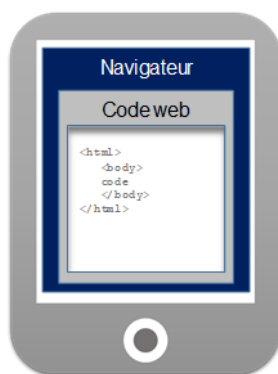 Navigateur
Code web
<html>
<body>
code
</body>
</html>